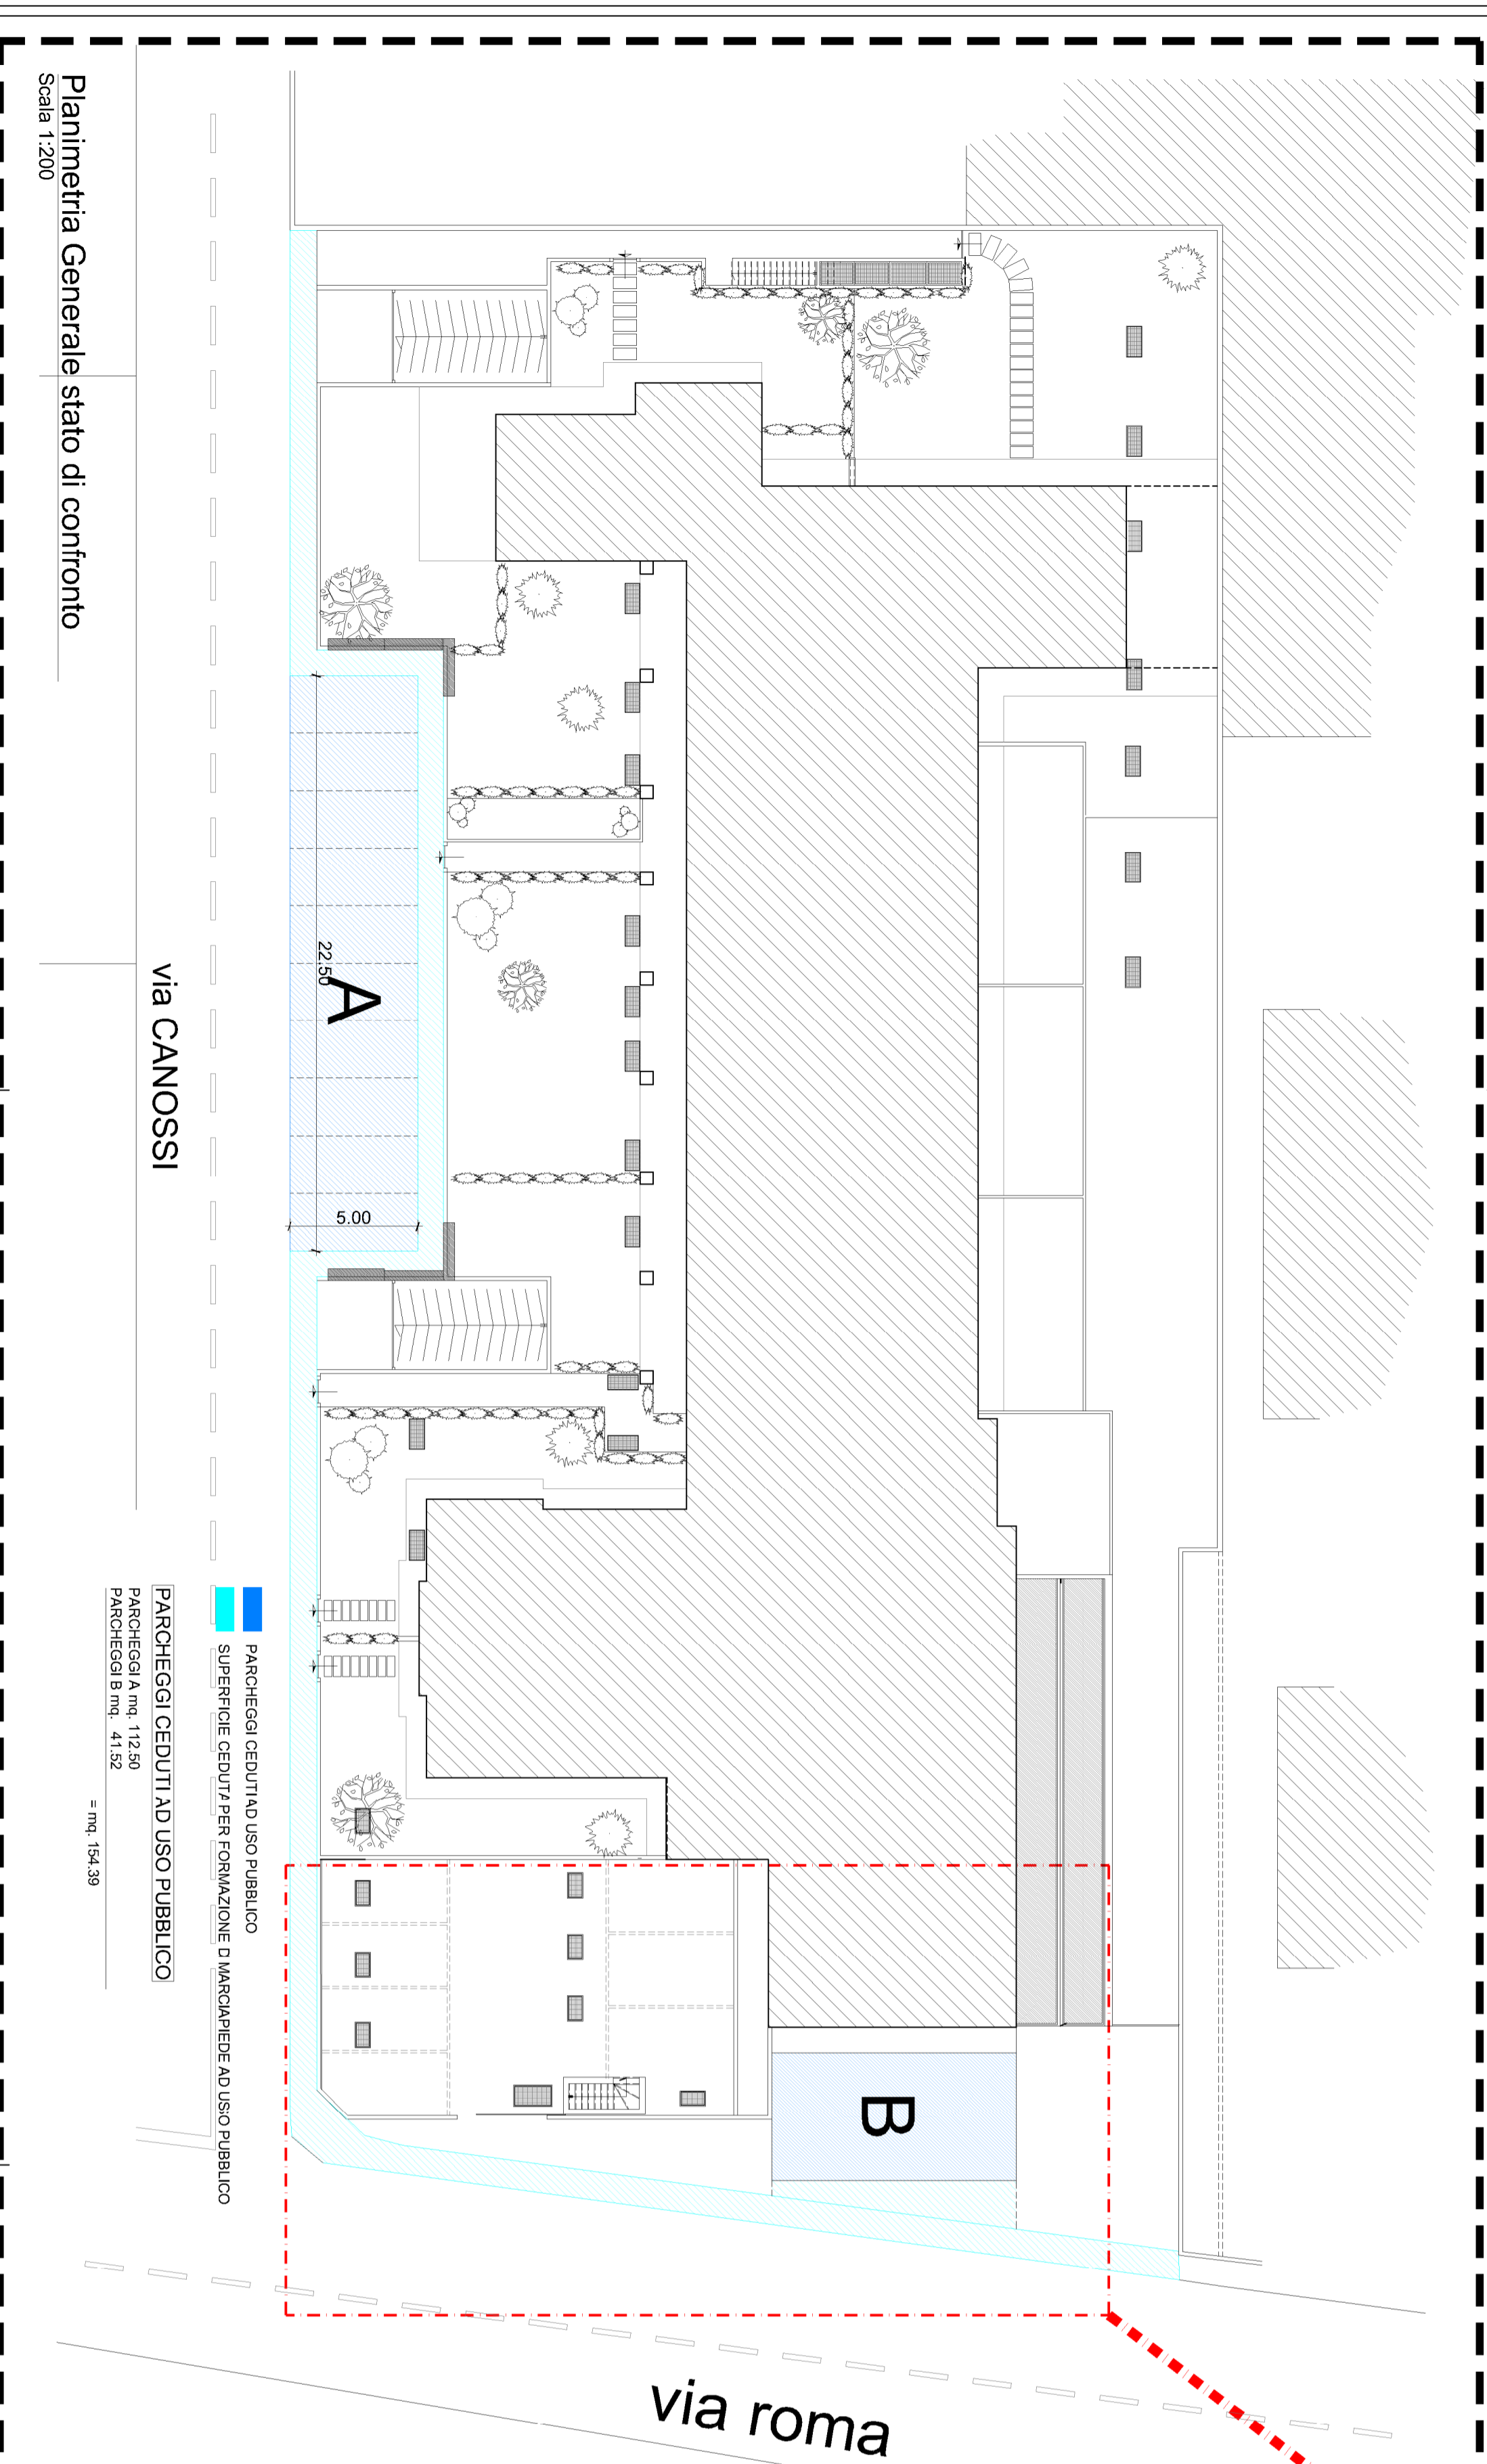 Planimetria Generale stato di confronto
Scala 1:200
via CANOSSI
A
22.50
5.00
B
via roma
PARCHEGGI CEDUTI AD USO PUBBLICO
SUPERFICIE CEDUTA PER FORMAZIONE DI MARCIAPIEDE AD USO PUBBLICO
PARCHEGGI CEDUTI AD USO PUBBLICO
PARCHEGGI A mq. 112.50
PARCHEGGI B mq. 41.52
= mq. 154.39